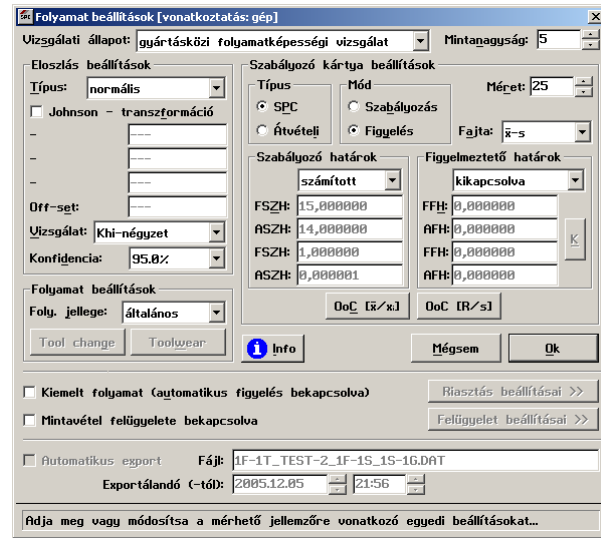 Folyamat beállítások [vonatkoztatás: gép]
Vizsgálati állapot: gyártásközi folyamatképességi vizsgálat Mintanagyság: 5
Eloszlás beállítások
Típus: normális
Johnson - transzformáció
- ---
- ---
- ---
Off-set: ---
Vizsgálat: Khi-négyzet
Konfidencia: 95.0%
Folyamat beállítások
Foly. jellege: általános
Tool change Toolwear
Szabályozó kártya beállítások
Típus
SPC
Átvételi
Mód
Szabályozás
Figyelés
Méret: 25
Fajta: x̄-s
Szabályozó határok
számított
FSZH: 15,000000
ASZH: 14,000000
FSZH: 1,000000
ASZH: 0,000001
Figyelmeztető határok
kikapcsolva
FFH: 0,000000
AFH: 0,000000
FFH: 0,000000
AFH: 0,000000
K
OoC [x̄/xᵢ] OoC [R/s]
Info Mégsem Ok
Kiemelt folyamat (automatikus figyelés bekapcsolva) Riasztás beállításai >>
Mintavétel felügyelete bekapcsolva Felügyelet beállításai >>
Automatikus export Fájl: 1F-1T_TEST-2_1F-1S_1S-1G.DAT
Exportálandó (-tól): 2005.12.05 21:56
Adja meg vagy módosítsa a mérhető jellemzőre vonatkozó egyedi beállításokat...